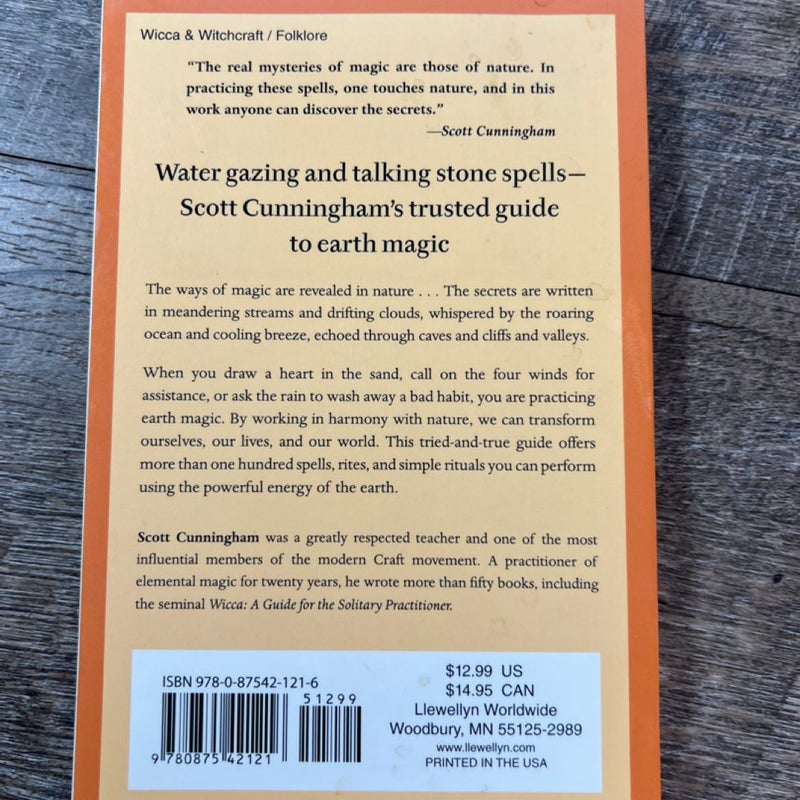 Wicca & Witchcraft / Folklore
“The real mysteries of magic are those of nature. In
practicing these spells, one touches nature, and in this
work anyone can discover the secrets.”
—Scott Cunningham
Water gazing and talking stone spells—
Scott Cunningham’s trusted guide
to earth magic
The ways of magic are revealed in nature . . . The secrets are written
in meandering streams and drifting clouds, whispered by the roaring
ocean and cooling breeze, echoed through caves and cliffs and valleys.
When you draw a heart in the sand, call on the four winds for
assistance, or ask the rain to wash away a bad habit, you are practicing
earth magic. By working in harmony with nature, we can transform
ourselves, our lives, and our world. This tried-and-true guide offers
more than one hundred spells, rites, and simple rituals you can perform
using the powerful energy of the earth.
Scott Cunningham was a greatly respected teacher and one of the most
influential members of the modern Craft movement. A practitioner of
elemental magic for twenty years, he wrote more than fifty books, including
the seminal Wicca: A Guide for the Solitary Practitioner.
ISBN 978-0-87542-121-6
51299
9 780875 42121
$12.99 US
$14.95 CAN
Llewellyn Worldwide
Woodbury, MN 55125-2989
www.llewellyn.com
PRINTED IN THE USA